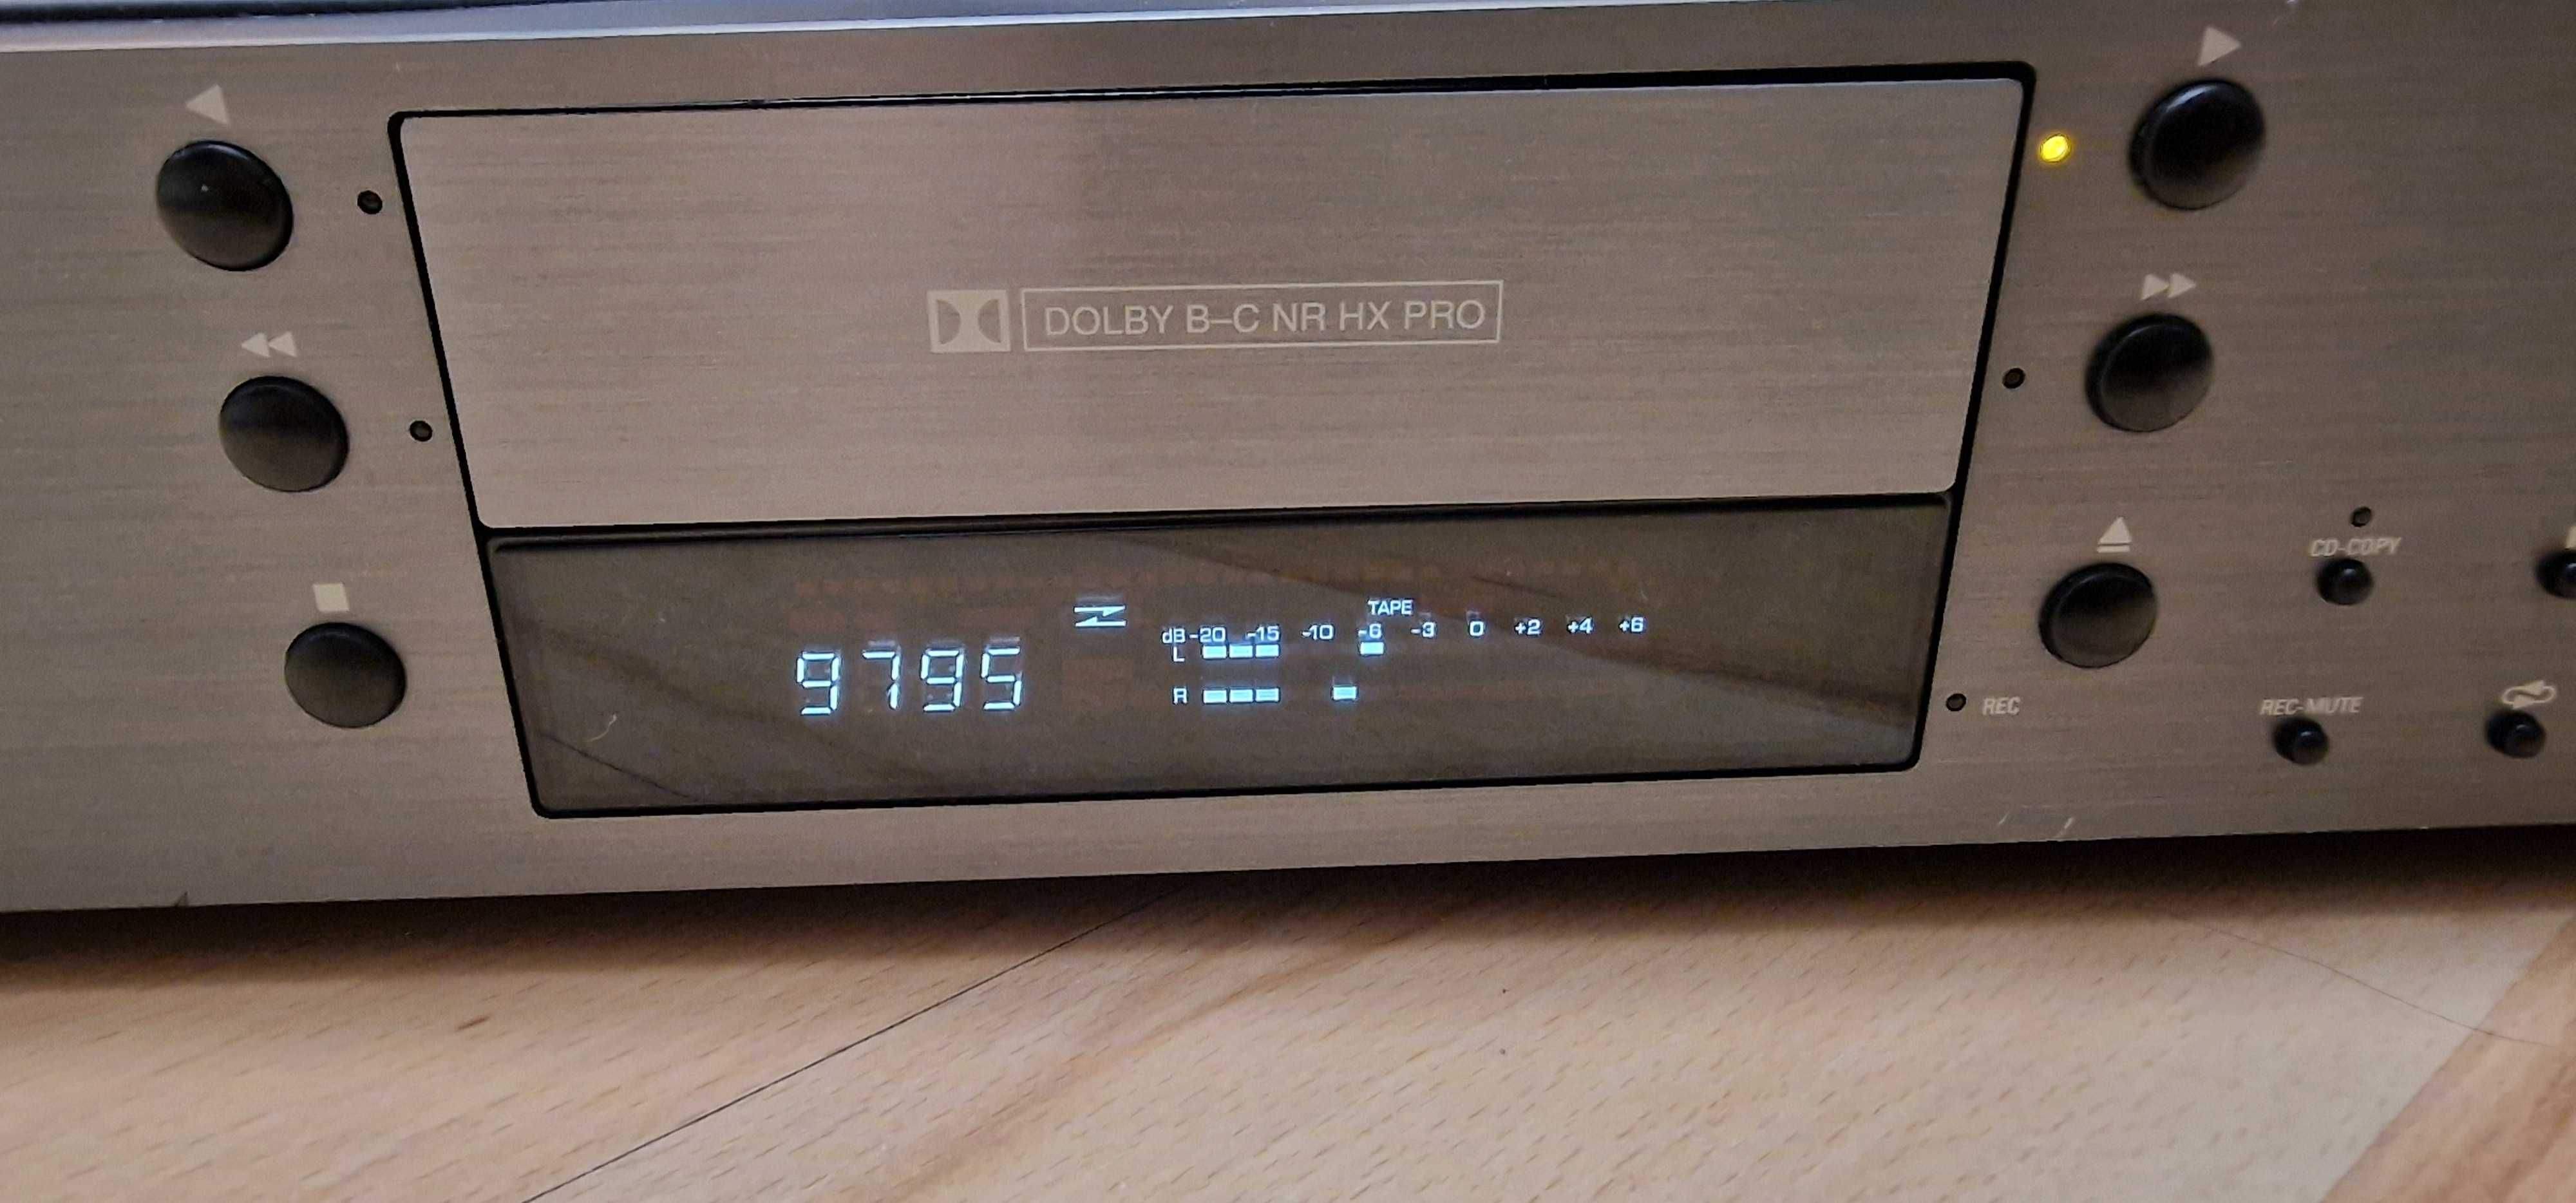 DOLBY B–C NR HX PRO
CD-COPY
TAPE
dB -20 -15 -10 -6 -3 0 +2 +4 +6
L
9795
R
REC
REC-MUTE